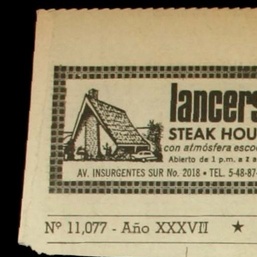 lancers
STEAK HOU
con atmósfera esco
Abierto de 1 p.m. a 2 a
AV. INSURGENTES SUR No. 2018 • TEL. 5-48-87-
Nº 11,077 - Año XXXVII ★